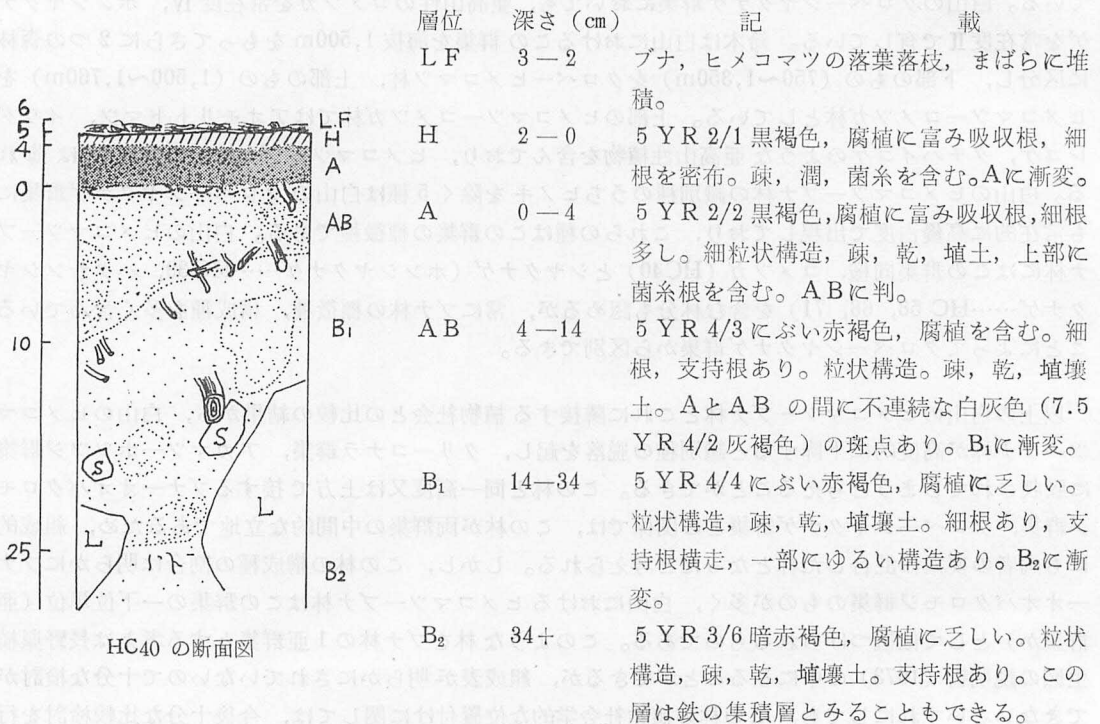 層位　深さ (cm)　記　載
LF　3－2　ブナ，ヒメコマツの落葉落枝，まばらに堆
積。
H　2－0　5 YR 2/1 黒褐色，腐植に富み吸収根，細
根を密布。疎，潤，菌糸を含む。Aに漸変。
A　0－4　5 YR 2/2 黒褐色，腐植に富み吸収根，細根
多し。細粒状構造，疎，乾，埴土，上部に
菌糸根を含む。ABに判。
AB　4－14　5 YR 4/3 にぶい赤褐色，腐植を含む。細
根，支持根あり。粒状構造。疎，乾，埴壌
土。AとAB の間に不連続な白灰色 (7.5
YR 4/2 灰褐色) の斑点あり。B₁に漸変。
B₁　14－34　5 YR 4/4 にぶい赤褐色，腐植に乏しい。
粒状構造，疎，乾，埴壌土。細根あり，支
持根横走，一部にゆるい構造あり。B₂に漸
変。
B₂　34＋　5 YR 3/6 暗赤褐色，腐植に乏しい。粒状
構造，疎，乾，埴壌土。支持根あり。この
層は鉄の集積層とみることもできる。
6
5
4
0
10
25
LF
H
A
AB
B₁
B₂
S
S
HC40 の断面図